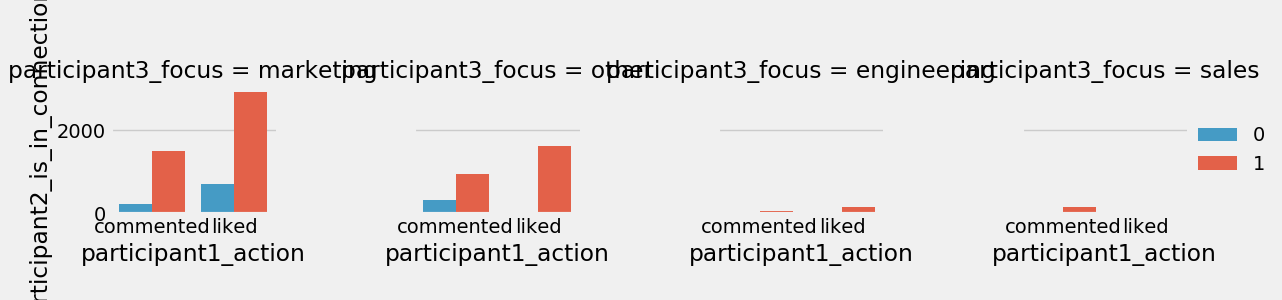 participant3_focus = marketing
participant3_focus = other
participant3_focus = engineering
participant3_focus = sales
2000
0
commented liked
commented liked
commented liked
commented liked
participant1_action
participant1_action
participant1_action
participant1_action
0
1